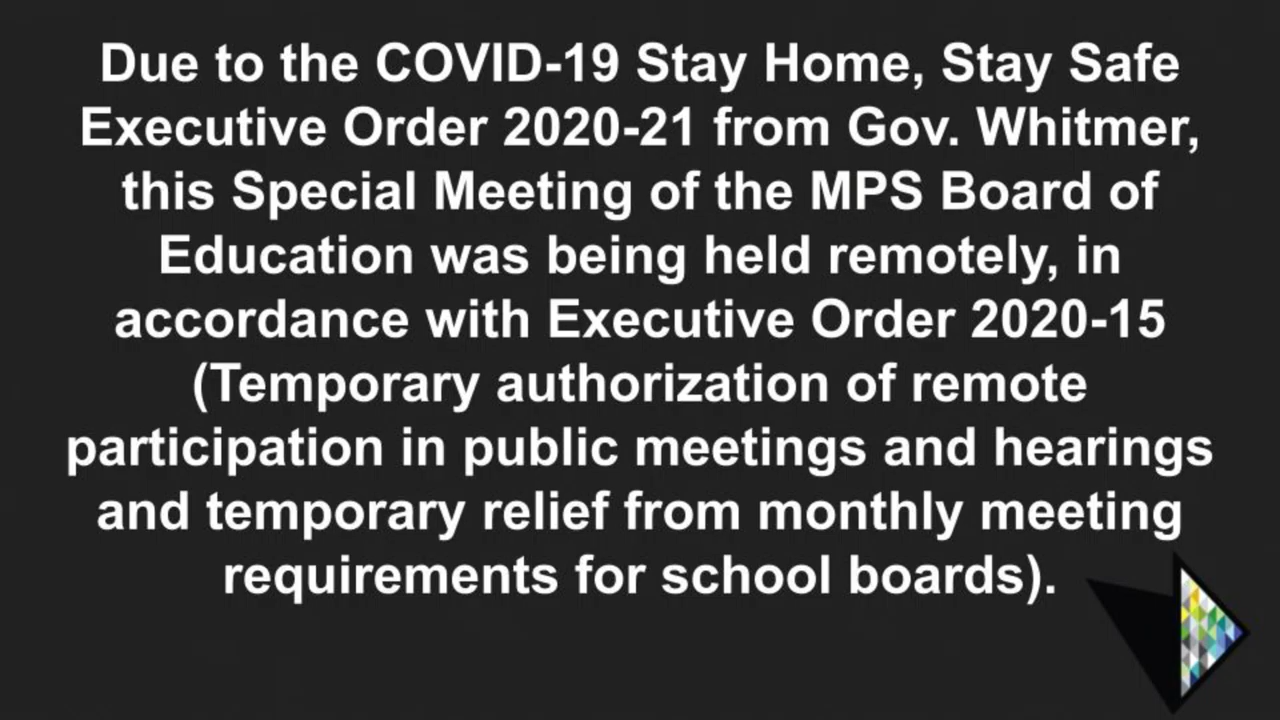 Due to the COVID-19 Stay Home, Stay Safe
Executive Order 2020-21 from Gov. Whitmer,
this Special Meeting of the MPS Board of
Education was being held remotely, in
accordance with Executive Order 2020-15
(Temporary authorization of remote
participation in public meetings and hearings
and temporary relief from monthly meeting
requirements for school boards).